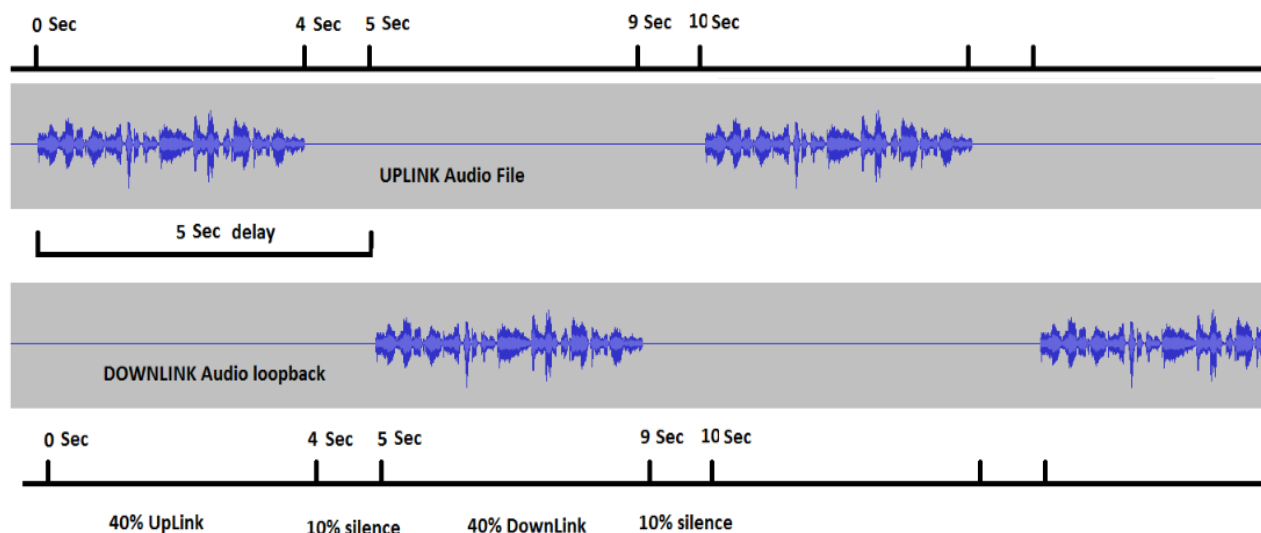 0 Sec 4 Sec 5 Sec 9 Sec 10 Sec
UPLINK Audio File
5 Sec delay
DOWNLINK Audio loopback
0 Sec 4 Sec 5 Sec 9 Sec 10 Sec
40% UpLink 10% silence 40% DownLink 10% silence